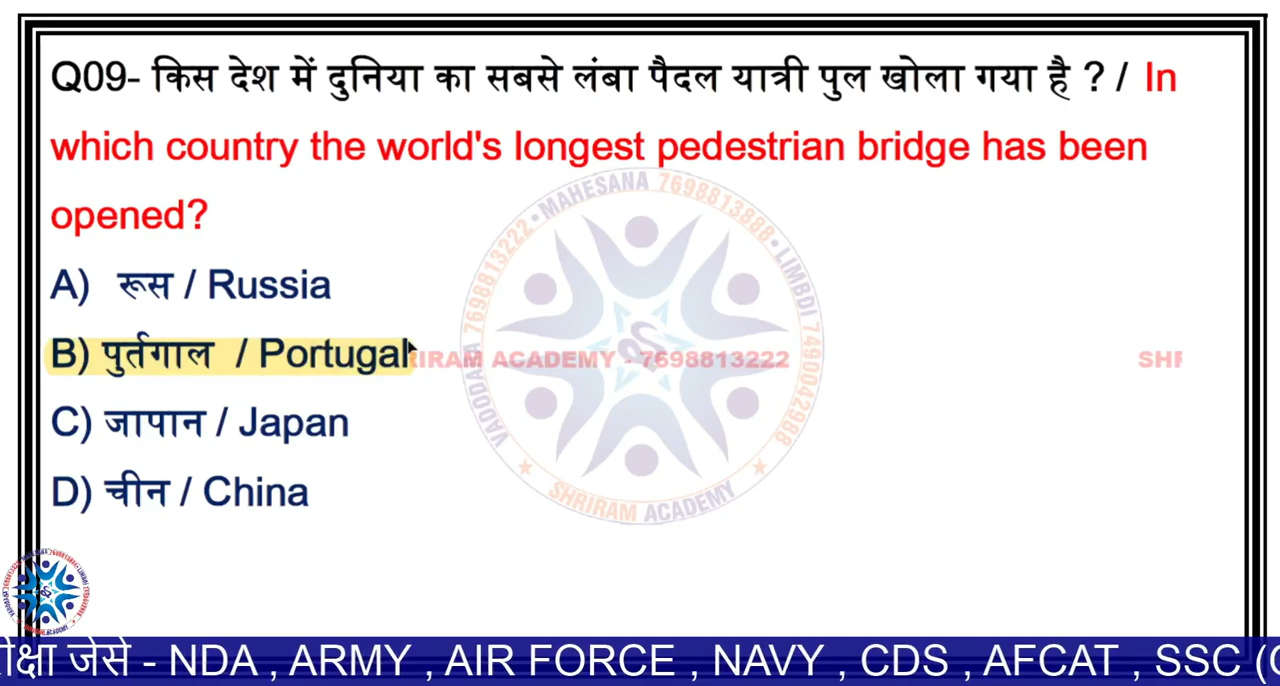 Q09- किस देश में दुनिया का सबसे लंबा पैदल यात्री पुल खोला गया है ? / In
which country the world's longest pedestrian bridge has been
opened?
A) रूस / Russia
B) पुर्तगाल / Portugal
C) जापान / Japan
D) चीन / China
VADODARA 7698813222 • MAHESANA 7698813888 • LIMBDI 7490042988
SHRIRAM ACADEMY
RIRAM ACADEMY - 7698813222
SHRI
जेसे - NDA , ARMY , AIR FORCE , NAVY , CDS , AFCAT , SSC (